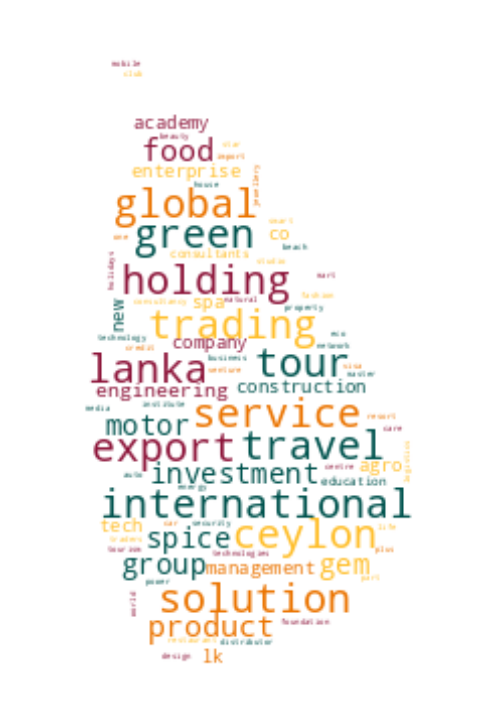 mobile
club
academy
beauty
food
star
import
enterprise
jewellery
house
global
smart
green
co
one
beach
consultants
studio
holidays
holding
mart
consultancy
spa
natural
fashion
property
new
trading
technology
eco
company
network
credit
business
lanka
tour
venture
visa
master
engineering
construction
media
institute
service
resort
motor
care
export
travel
logistics
centre
agro
auto
investment
education
energy
international
tech
car
security
life
traders
spice
ceylon
tourism
technologies
plus
group
management
gem
power
part
world
solution
product
foundation
restaurant
distributor
design
lk